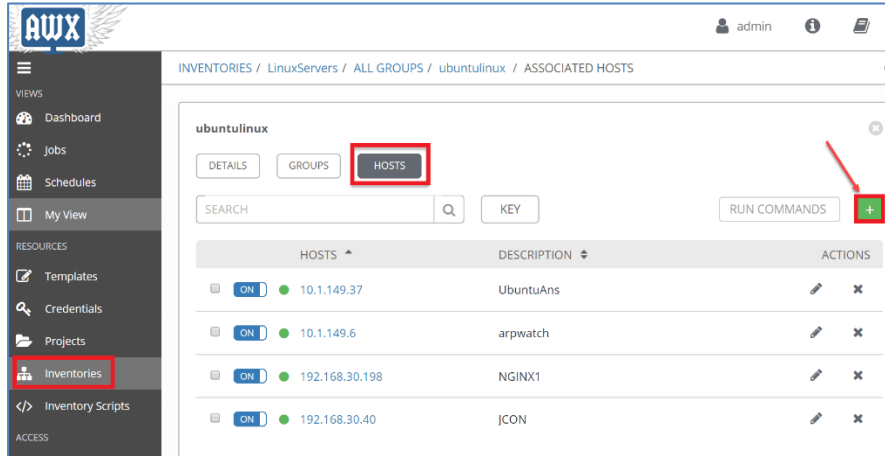 AWX
admin
INVENTORIES / LinuxServers / ALL GROUPS / ubuntulinux / ASSOCIATED HOSTS
VIEWS
Dashboard
Jobs
Schedules
My View
RESOURCES
Templates
Credentials
Projects
Inventories
Inventory Scripts
ACCESS
ubuntulinux
DETAILS GROUPS HOSTS
SEARCH KEY RUN COMMANDS +
HOSTS DESCRIPTION ACTIONS
ON 10.1.149.37 UbuntuAns
ON 10.1.149.6 arpwatch
ON 192.168.30.198 NGINX1
ON 192.168.30.40 JCON